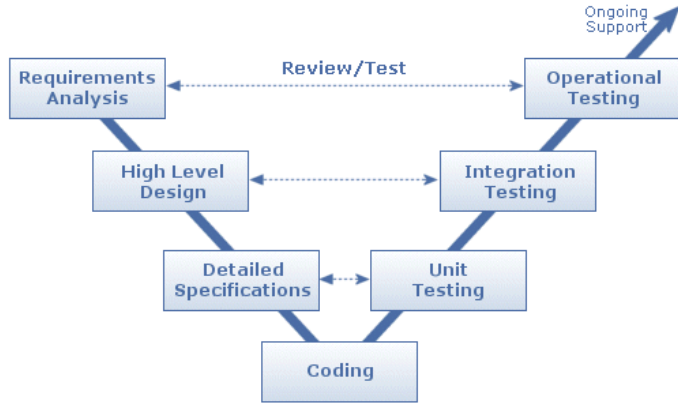 Ongoing
Support
Requirements
Analysis
Review/Test
Operational
Testing
High Level
Design
Integration
Testing
Detailed
Specifications
Unit
Testing
Coding